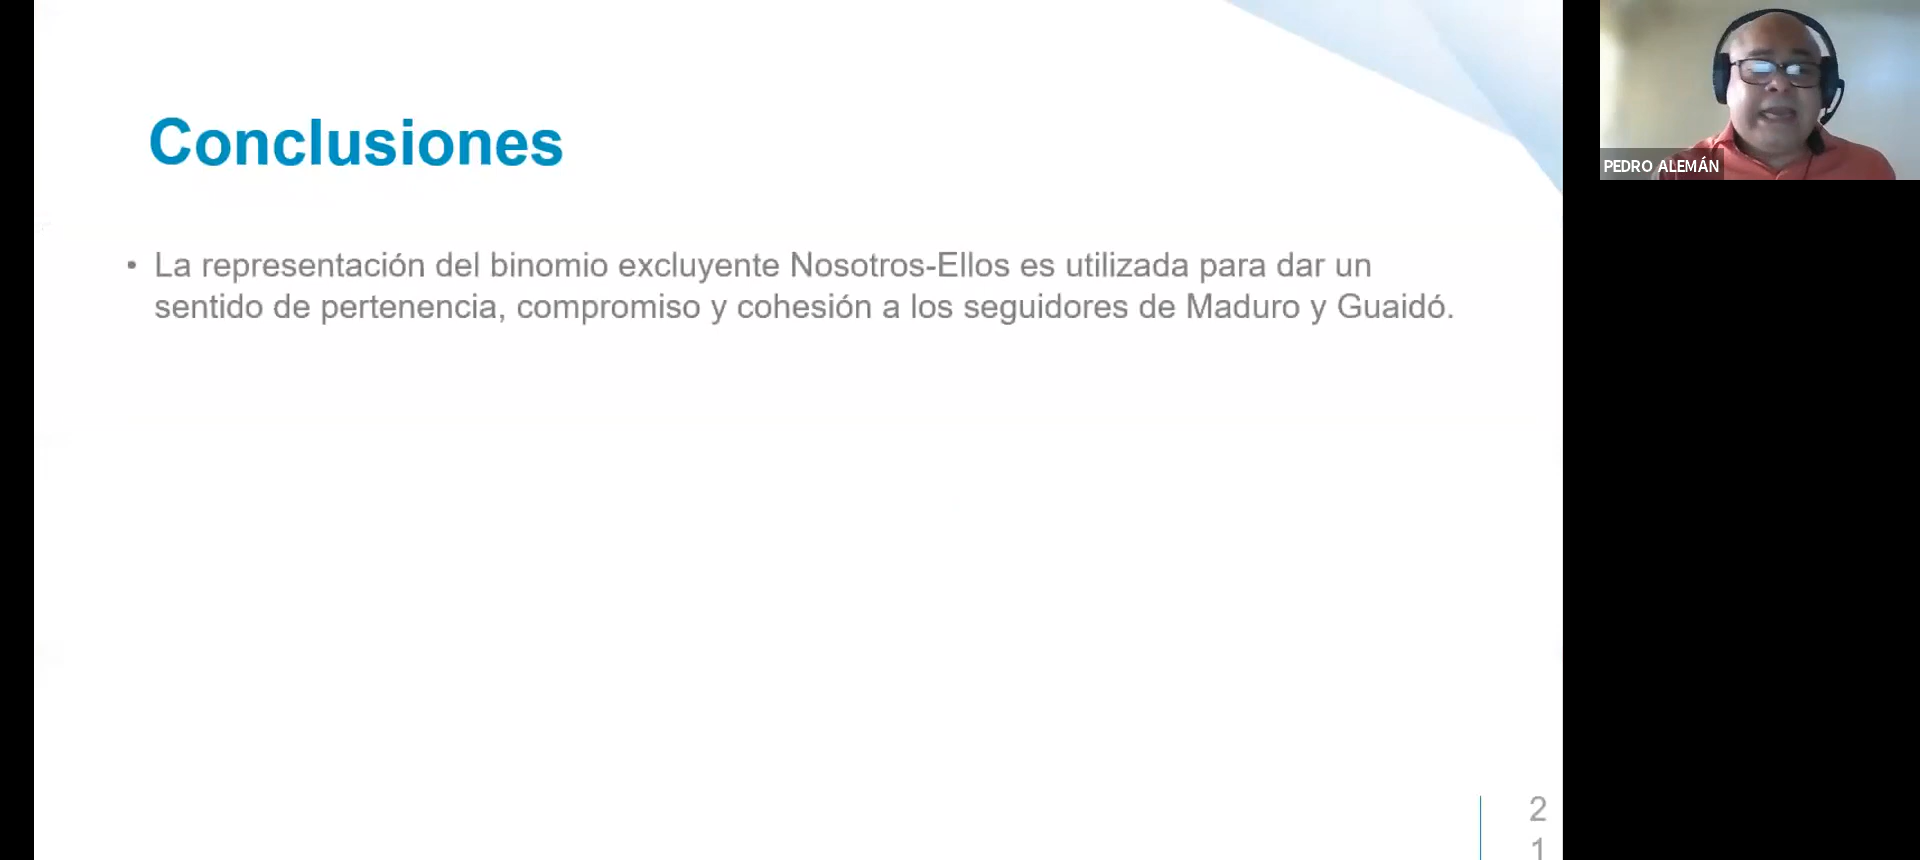 Conclusiones
• La representación del binomio excluyente Nosotros-Ellos es utilizada para dar un
sentido de pertenencia, compromiso y cohesión a los seguidores de Maduro y Guaidó.
2
1
PEDRO ALEMÁN